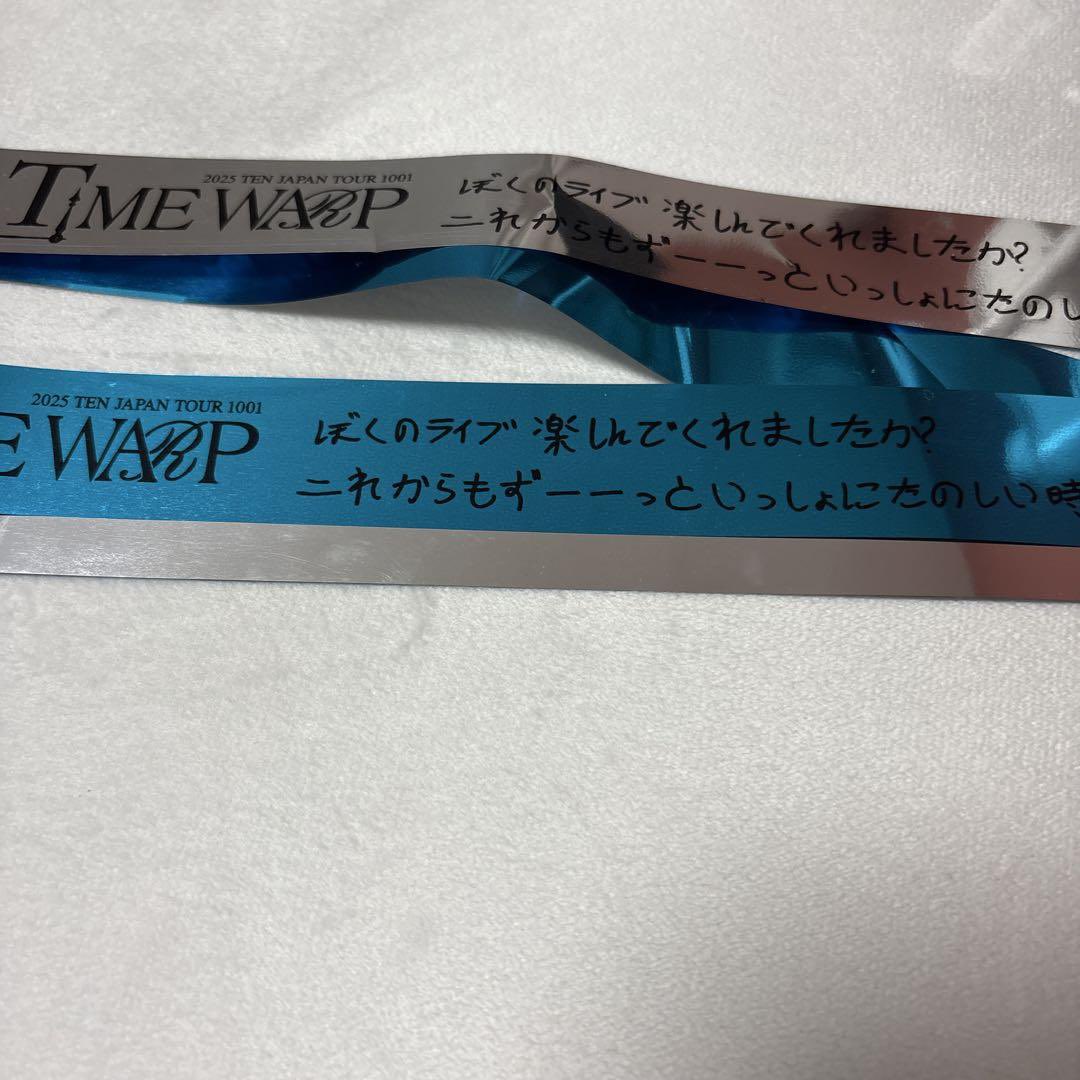 2025 TEN JAPAN TOUR 1001
TIME WARP
ぼくのライブ 楽しんでくれましたか?
これからもずーーっといっしょにたのし
2025 TEN JAPAN TOUR 1001
E WARP
ぼくのライブ 楽しんでくれましたか?
これからもずーーっといっしょにたのしい時